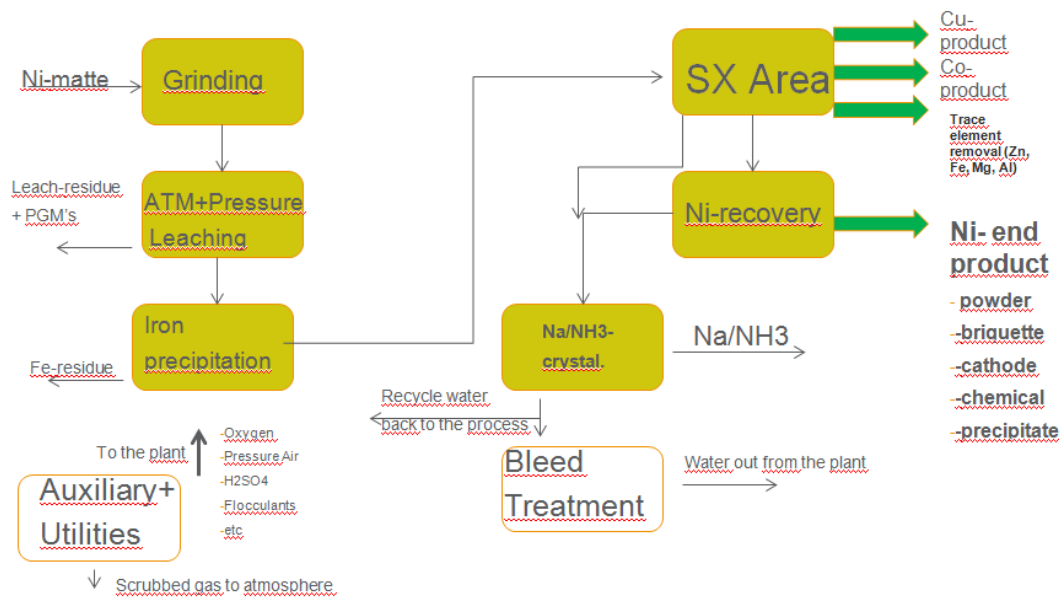 Ni-matte
Grinding
Leach-residue
+ PGM's
ATM+Pressure
Leaching
Iron
precipitation
Fe-residue
To the plant
-Oxygen
-Pressure Air
-H2SO4
-Flocculants
-etc
Auxiliary+
Utilities
Scrubbed gas to atmosphere
SX Area
Cu-
product
Co-
product
Trace
element
removal (Zn,
Fe, Mg, Al)
Ni-recovery
Ni- end
product
- powder
-briquette
-cathode
-chemical
-precipitate
Na/NH3-
crystal.
Na/NH3
Recycle water
back to the process
Bleed
Treatment
Water out from the plant